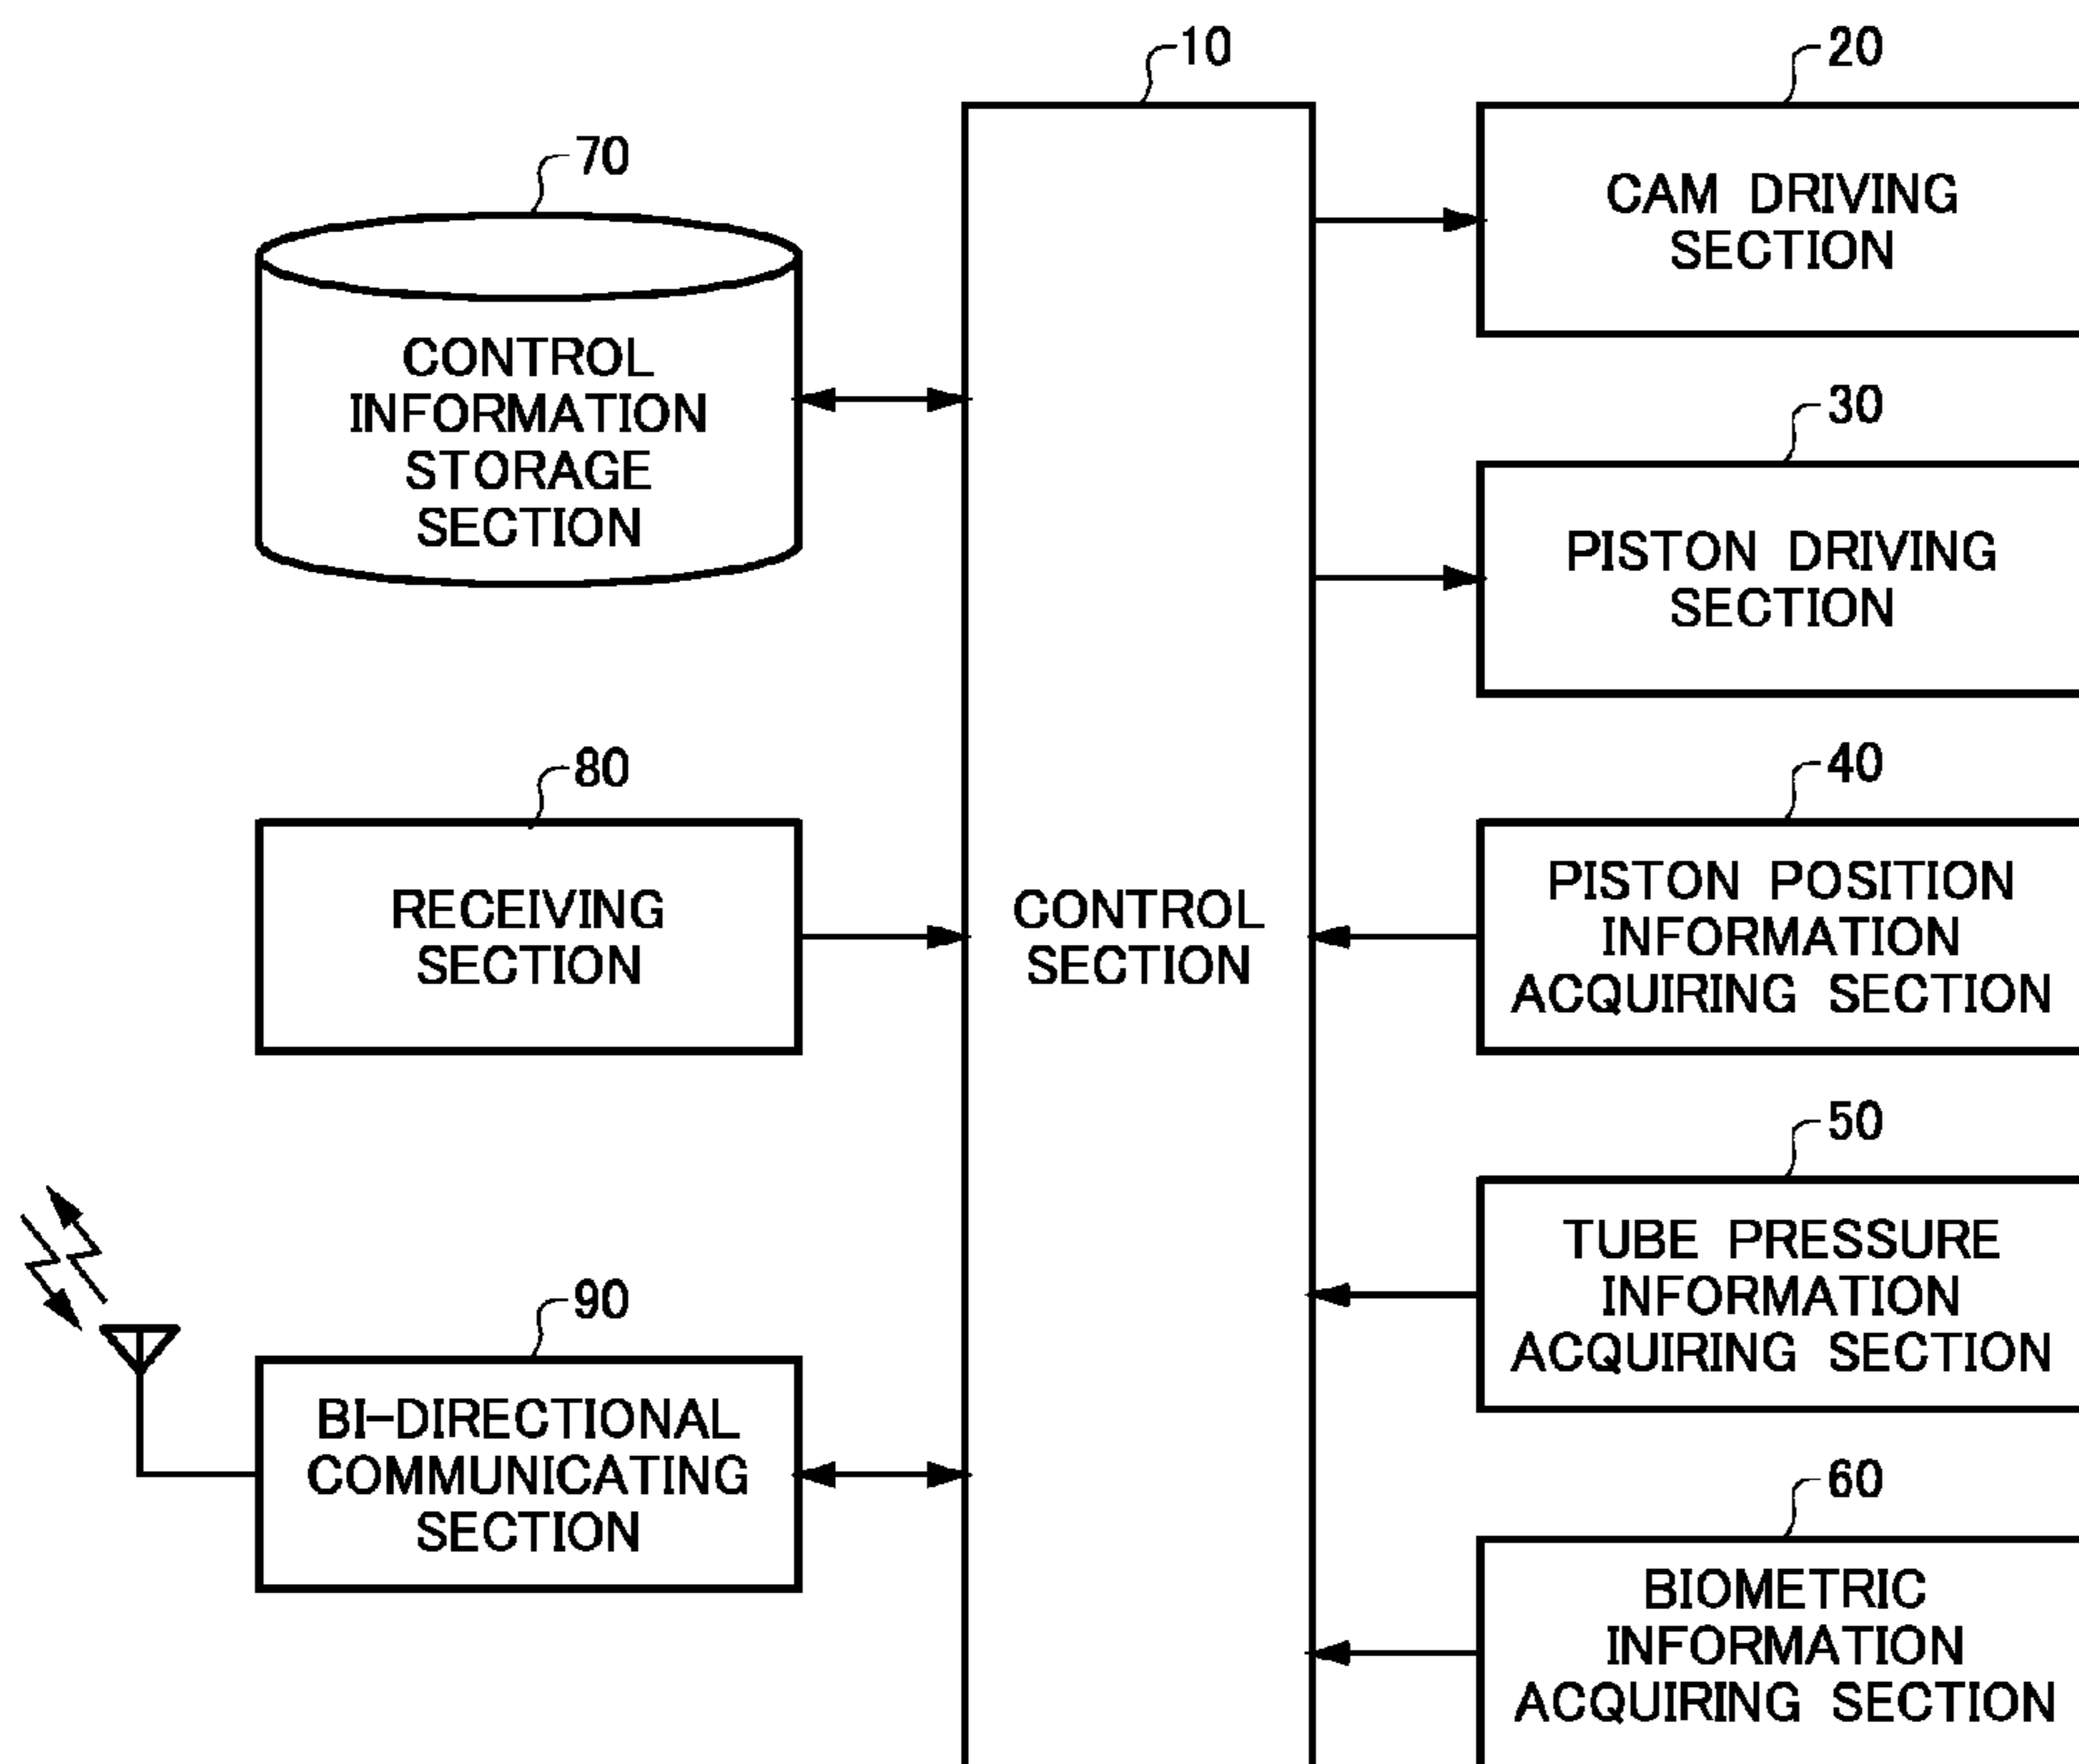 10
20
70
CAM DRIVING
SECTION
CONTROL
INFORMATION
STORAGE
SECTION
30
PISTON DRIVING
SECTION
80
40
RECEIVING
SECTION
CONTROL
SECTION
PISTON POSITION
INFORMATION
ACQUIRING SECTION
50
TUBE PRESSURE
INFORMATION
ACQUIRING SECTION
90
BI-DIRECTIONAL
COMMUNICATING
SECTION
60
BIOMETRIC
INFORMATION
ACQUIRING SECTION